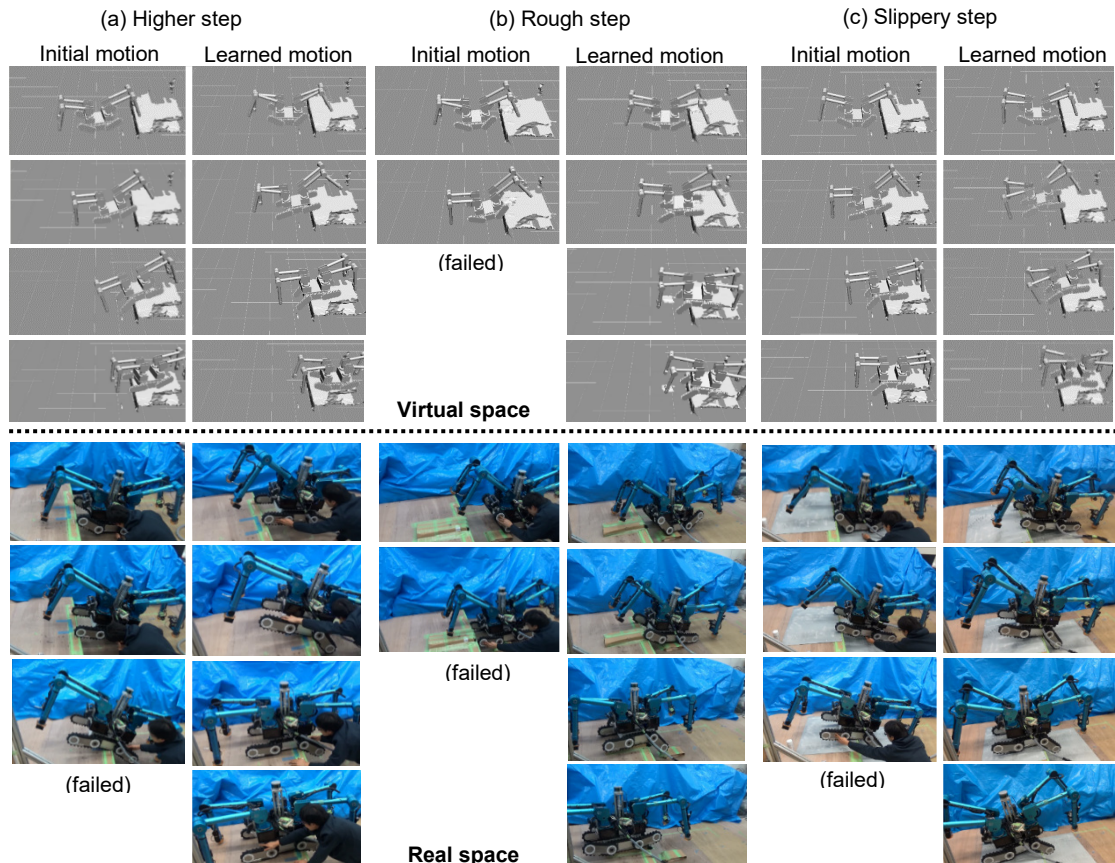 (a) Higher step
(b) Rough step
(c) Slippery step
Initial motion
Learned motion
Initial motion
Learned motion
Initial motion
Learned motion
(failed)
Virtual space
(failed)
(failed)
(failed)
Real space